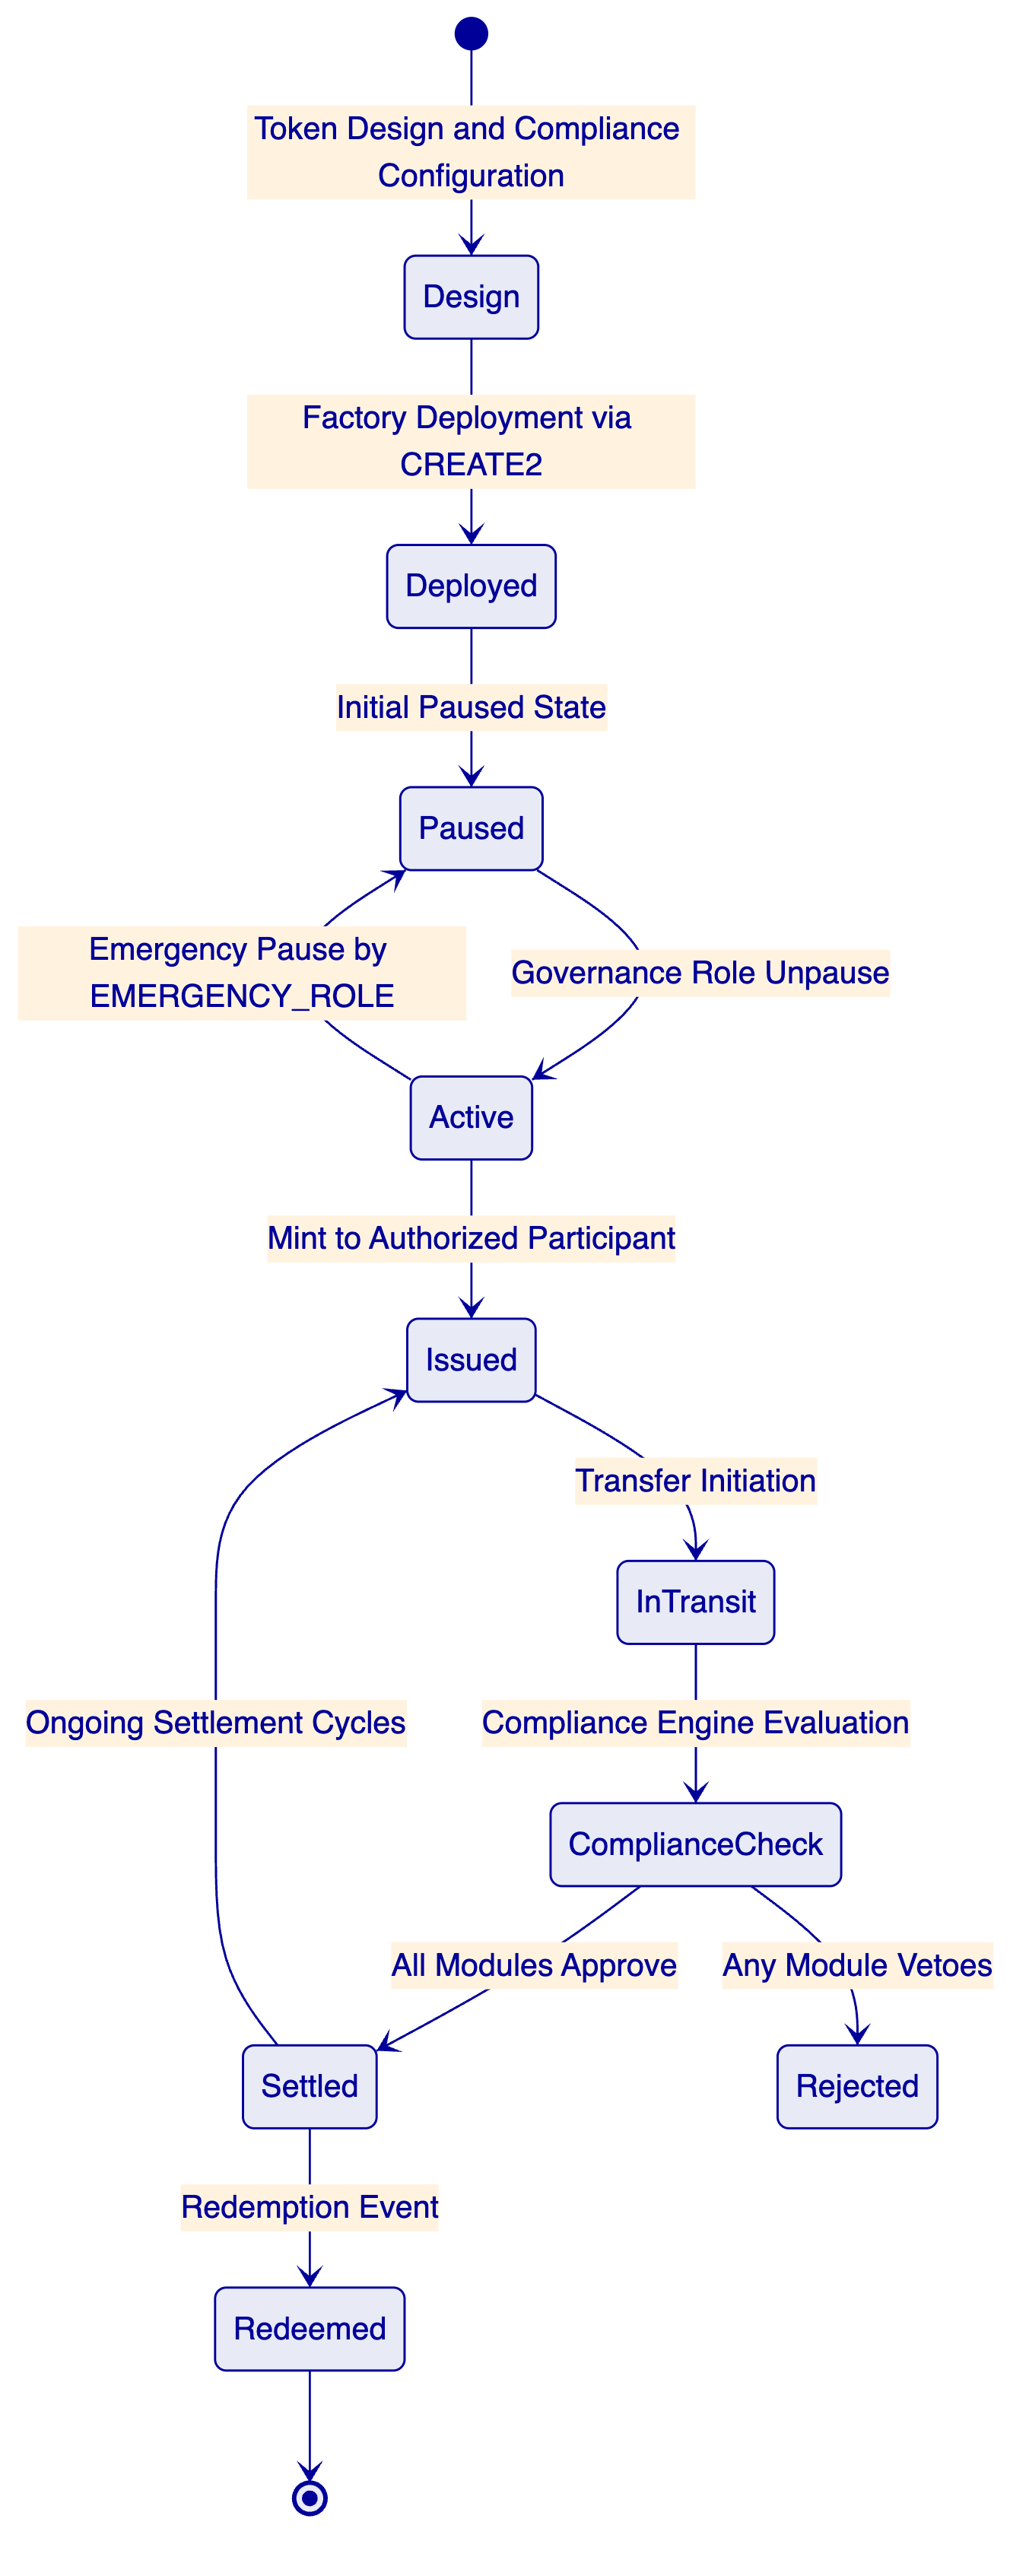 Token Design and Compliance
Configuration
Design
Factory Deployment via
CREATE2
Deployed
Initial Paused State
Paused
Emergency Pause by
EMERGENCY_ROLE
Governance Role Unpause
Active
Mint to Authorized Participant
Issued
Transfer Initiation
InTransit
Ongoing Settlement Cycles
Compliance Engine Evaluation
ComplianceCheck
All Modules Approve
Any Module Vetoes
Settled
Rejected
Redemption Event
Redeemed